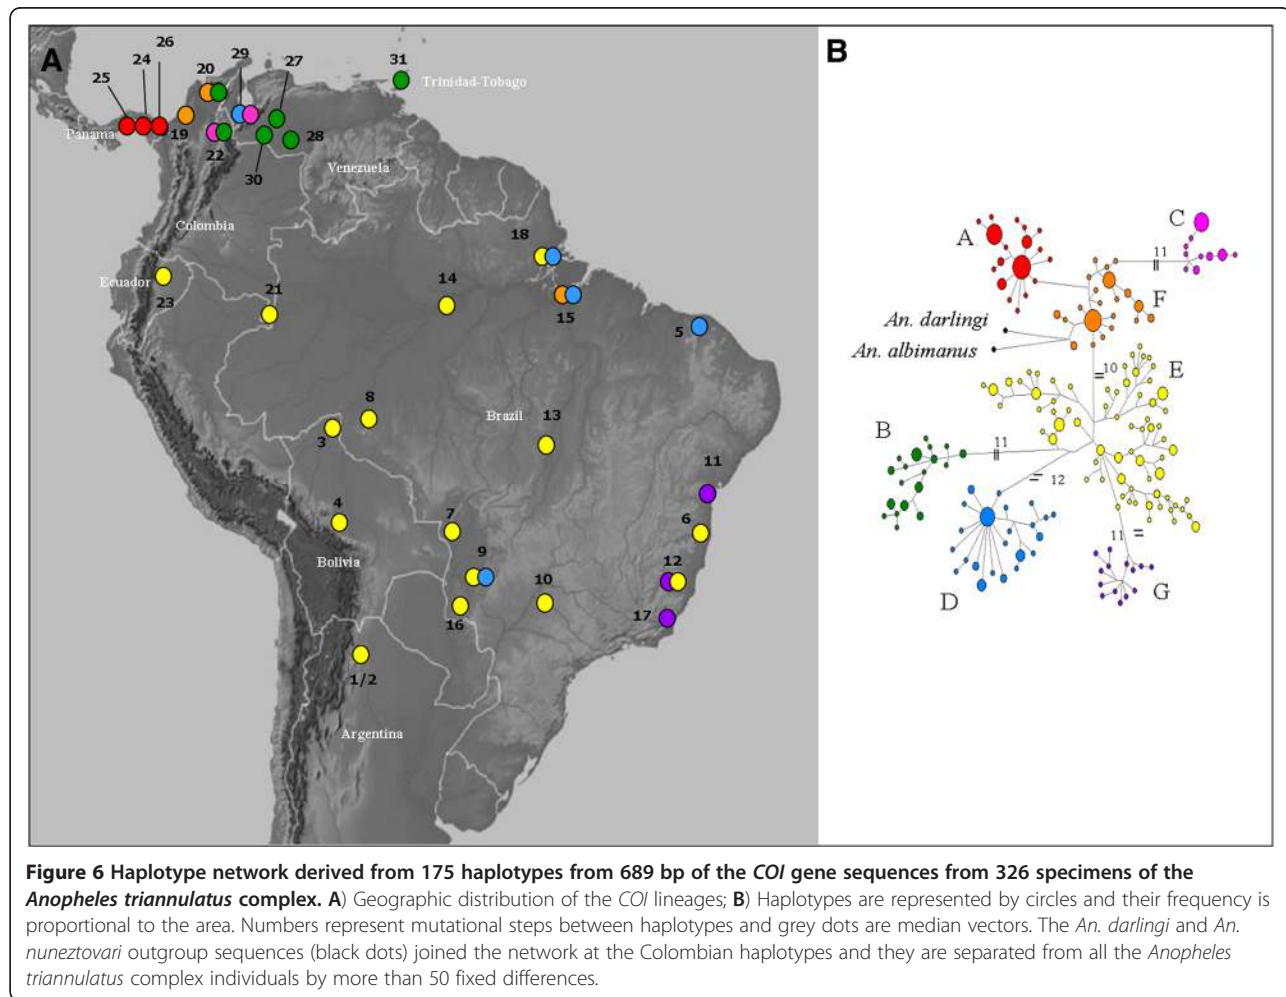 A
B
26
24
25
29
27
20
31
Trinidad-Tobago
Panama
19
22
28
30
Venezuela
Colombia
18
Ecuador
23
21
14
15
5
8
3
Brazil
13
11
4
7
6
Bolivia
9
12
10
16
17
1/2
Argentina
A
C
11
F
An. darlingi
An. albimanus
10
E
B
11
12
D
11
G
Figure 6 Haplotype network derived from 175 haplotypes from 689 bp of the COI gene sequences from 326 specimens of the
Anopheles triannulatus complex. A) Geographic distribution of the COI lineages; B) Haplotypes are represented by circles and their frequency is
proportional to the area. Numbers represent mutational steps between haplotypes and grey dots are median vectors. The An. darlingi and An.
nuneztovari outgroup sequences (black dots) joined the network at the Colombian haplotypes and they are separated from all the Anopheles
triannulatus complex individuals by more than 50 fixed differences.